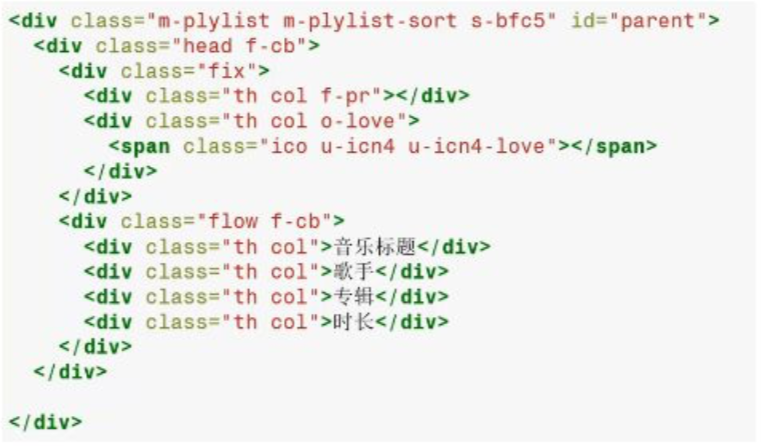 <div class="m-plylist m-plylist-sort s-bfc5" id="parent">
  <div class="head f-cb">
    <div class="fix">
      <div class="th col f-pr"></div>
      <div class="th col o-love">
        <span class="ico u-icn4 u-icn4-love"></span>
      </div>
    </div>
    <div class="flow f-cb">
      <div class="th col">音乐标题</div>
      <div class="th col">歌手</div>
      <div class="th col">专辑</div>
      <div class="th col">时长</div>
    </div>
  </div>

</div>